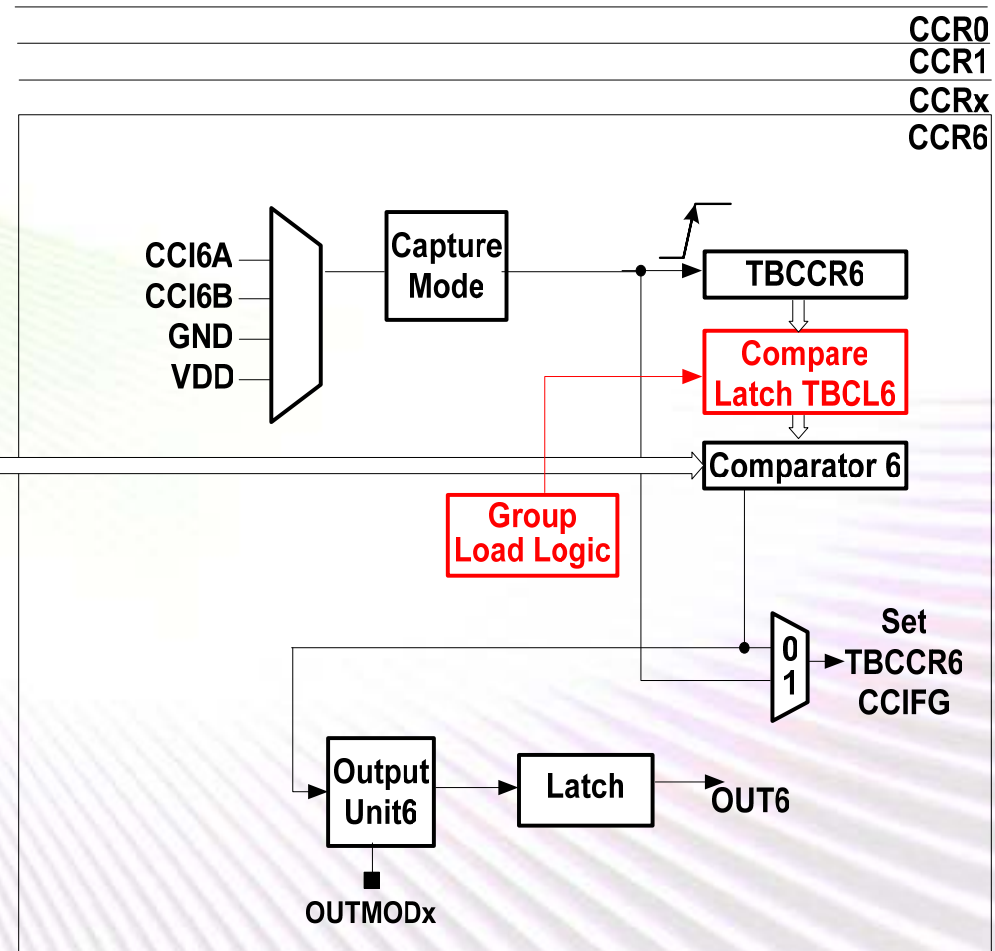 CCR0
CCR1
CCRx
CCR6
CCI6A
CCI6B
GND
VDD
Capture
Mode
TBCCR6
Compare
Latch TBCL6
Comparator 6
Group
Load Logic
0
1
Set
TBCCR6
CCIFG
Output
Unit6
Latch
OUT6
OUTMODx